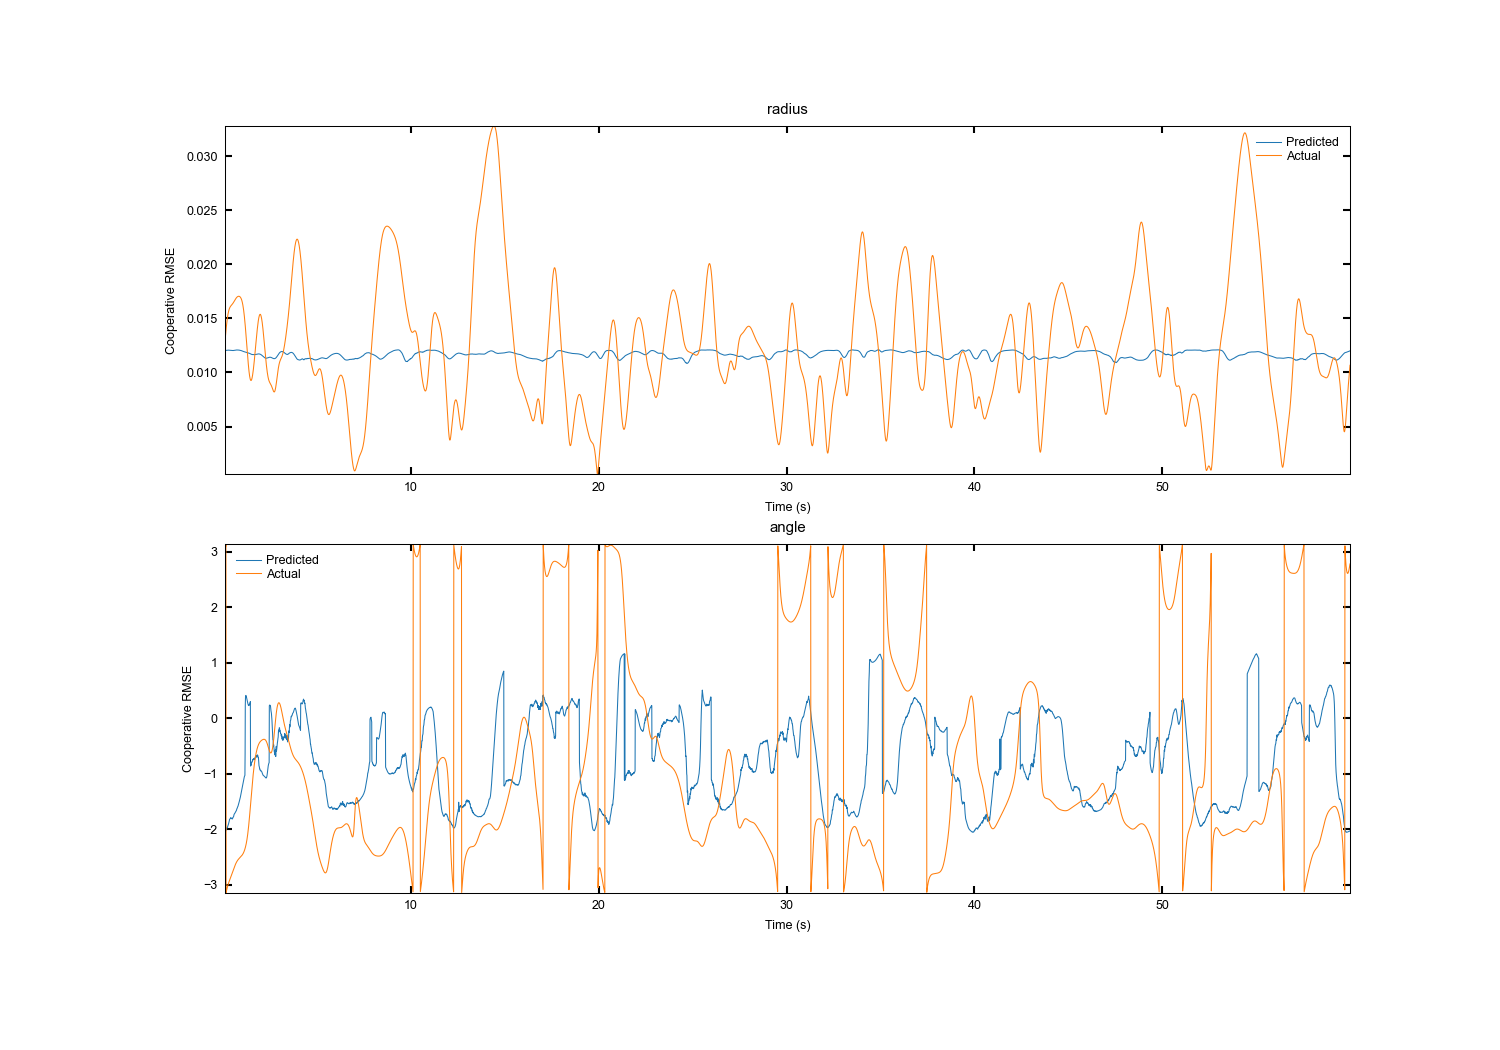 radius
0.030
0.025
0.020
0.015
0.010
0.005
Cooperative RMSE
Predicted
Actual
10 20 30 40 50
Time (s)
angle
3
2
1
0
−1
−2
−3
Cooperative RMSE
Predicted
Actual
10 20 30 40 50
Time (s)